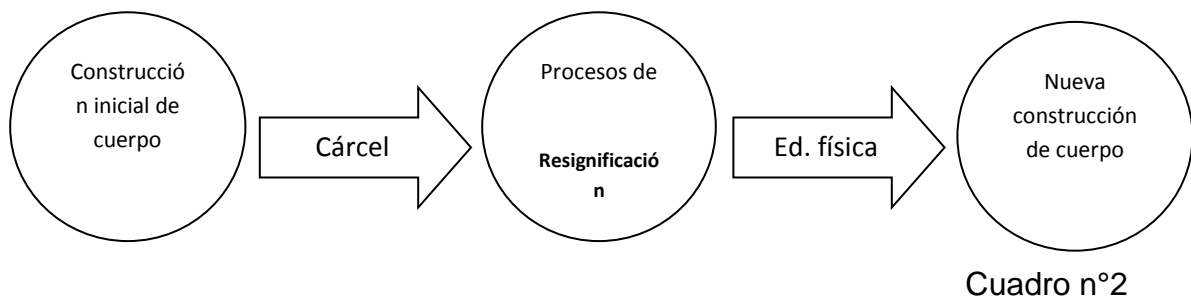 Construcció
n inicial de
cuerpo
Cárcel
Procesos de
Resignificació
n
Ed. física
Nueva
construcción
de cuerpo
Cuadro n°2